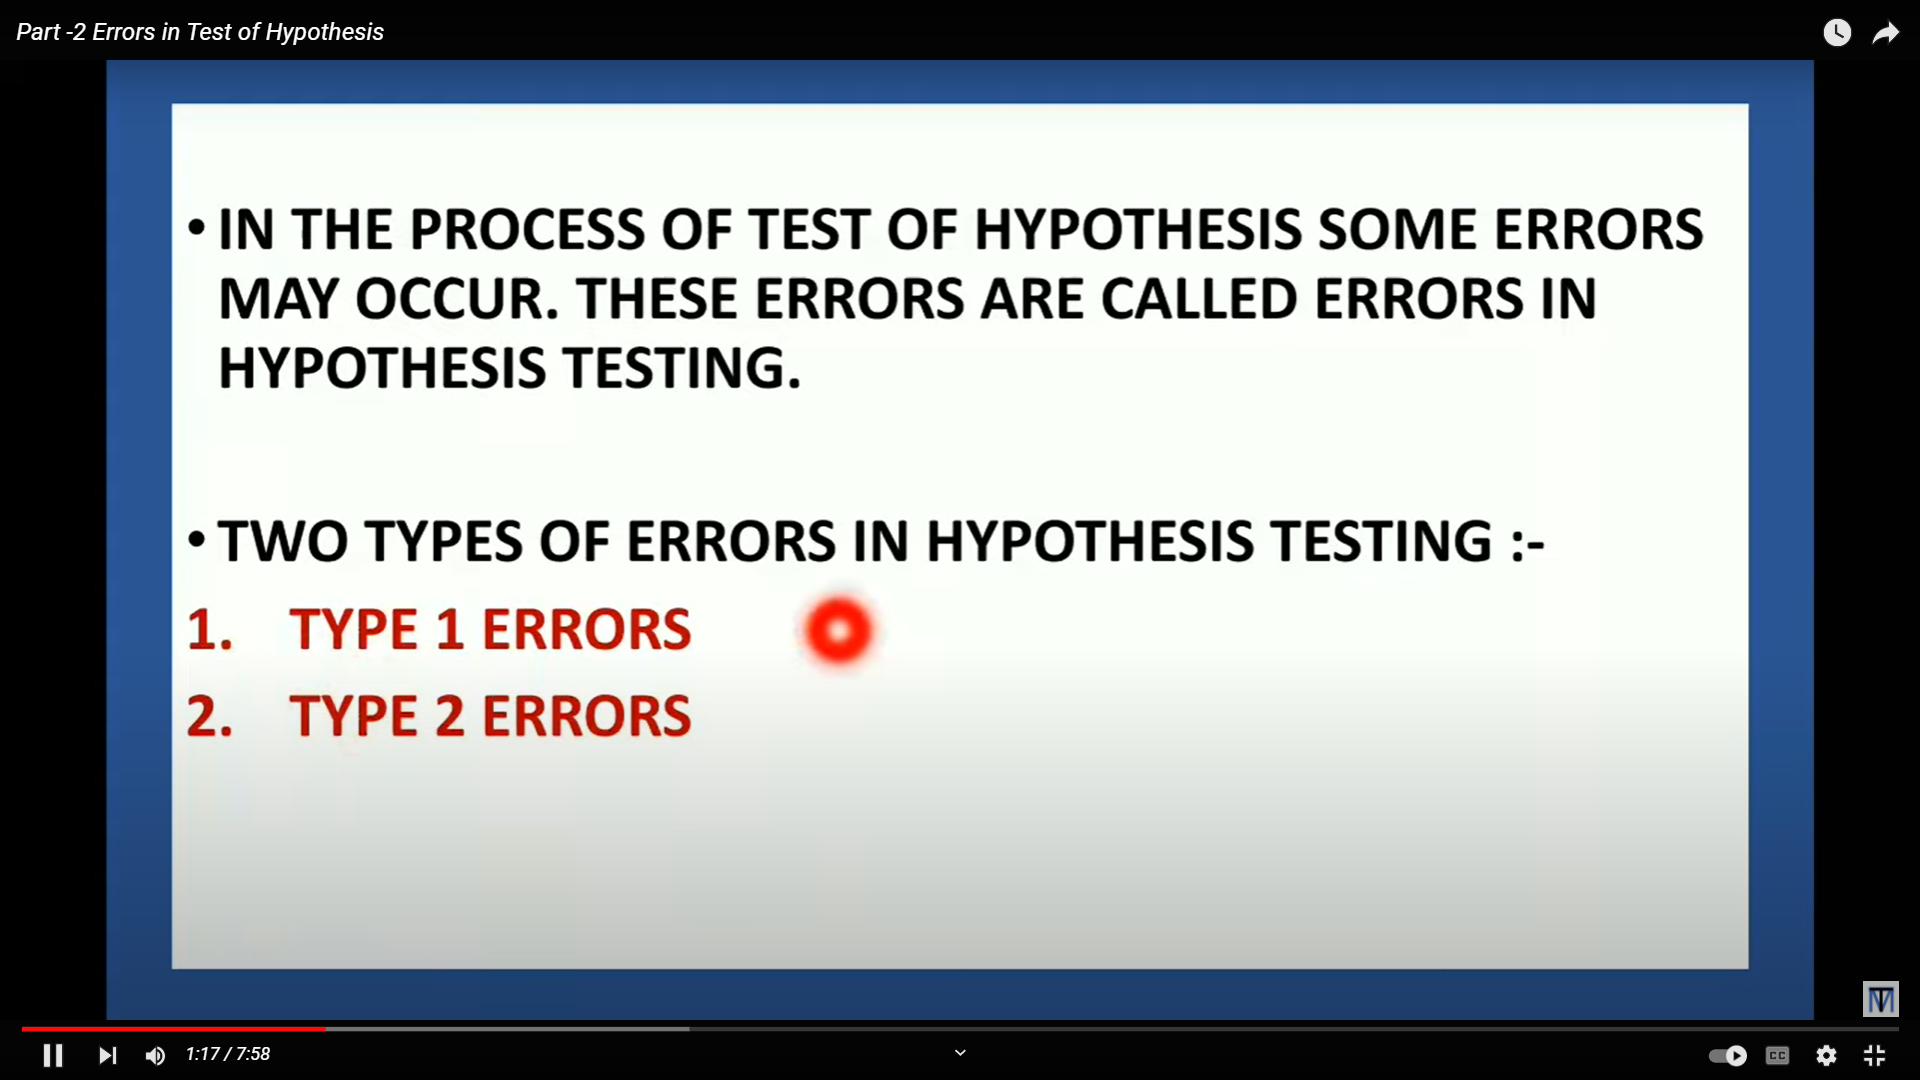 Part -2 Errors in Test of Hypothesis
• IN THE PROCESS OF TEST OF HYPOTHESIS SOME ERRORS
MAY OCCUR. THESE ERRORS ARE CALLED ERRORS IN
HYPOTHESIS TESTING.
• TWO TYPES OF ERRORS IN HYPOTHESIS TESTING :-
1. TYPE 1 ERRORS
2. TYPE 2 ERRORS
TM
1:17 / 7:58
CC